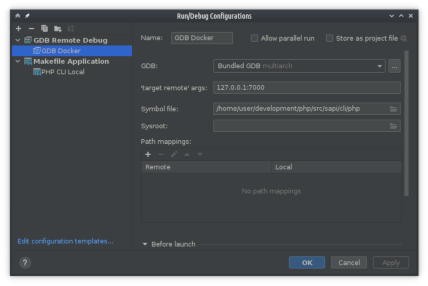 Run/Debug Configurations
GDB Remote Debug
GDB Docker
Makefile Application
PHP CLI Local
Edit configuration templates...
Name: GDB Docker Allow parallel run Store as project file
GDB: Bundled GDB multiarch ...
'target remote' args: 127.0.0.1:7000
Symbol file: /home/user/development/php/src/sapi/cli/php
Sysroot:
Path mappings:
Remote Local
No path mappings
Before launch
? OK Cancel Apply